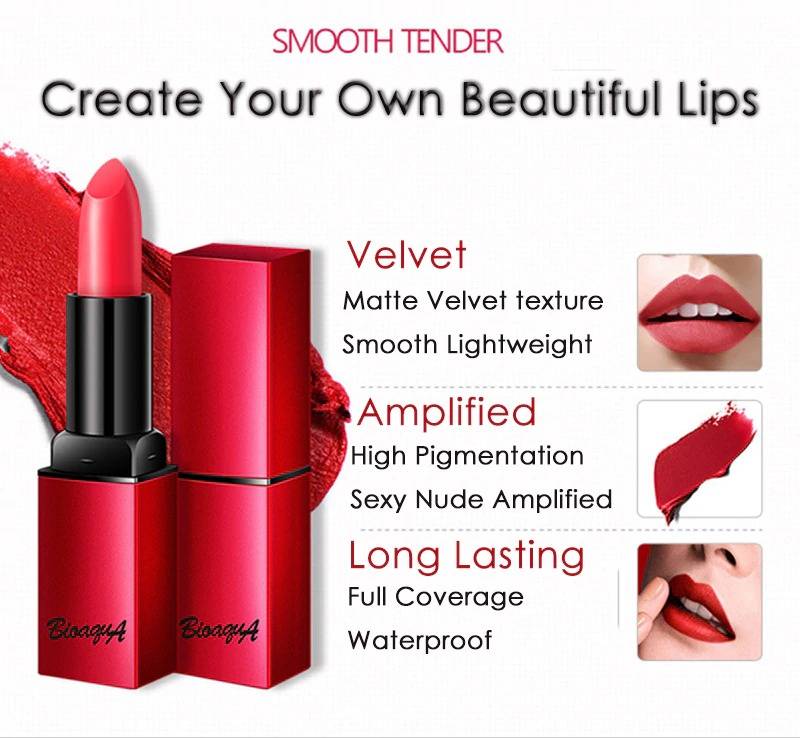 SMOOTH TENDER
Create Your Own Beautiful Lips
Velvet
Matte Velvet texture
Smooth Lightweight
Amplified
High Pigmentation
Sexy Nude Amplified
Long Lasting
Full Coverage
Waterproof
BioaquA BioaquA